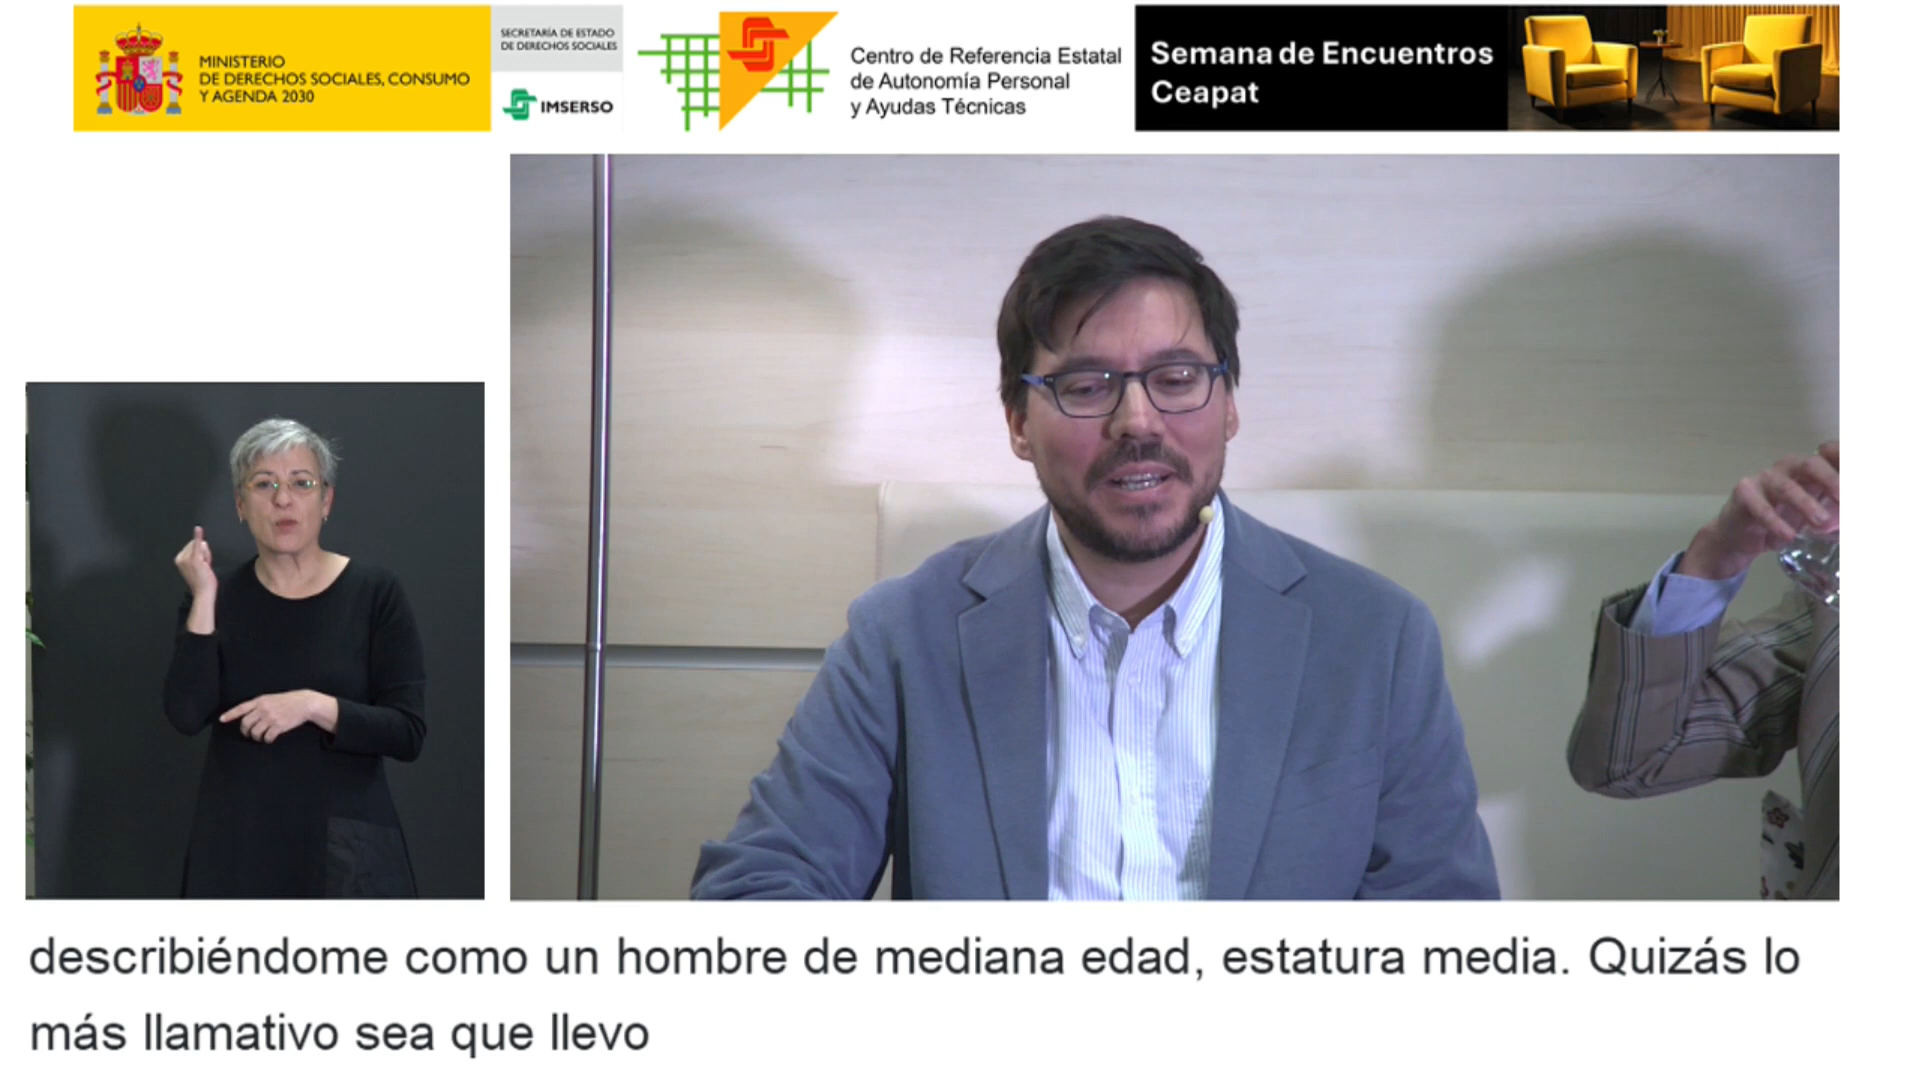 MINISTERIO
DE DERECHOS SOCIALES, CONSUMO
Y AGENDA 2030
SECRETARÍA DE ESTADO
DE DERECHOS SOCIALES
IMSERSO
Centro de Referencia Estatal
de Autonomía Personal
y Ayudas Técnicas
Semana de Encuentros
Ceapat
describiéndome como un hombre de mediana edad, estatura media. Quizás lo
más llamativo sea que llevo